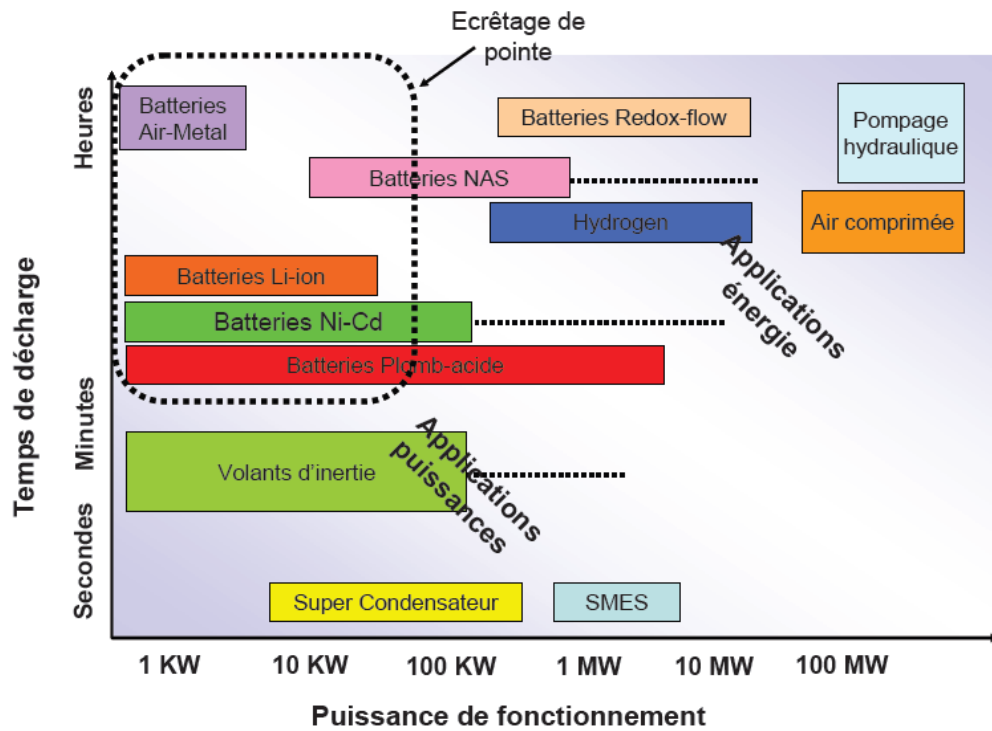 Ecrêtage de
pointe
Heures
Minutes
Secondes
Temps de décharge
Batteries
Air-Metal
Batteries Redox-flow
Pompage
hydraulique
Batteries NAS
Hydrogen
Air comprimée
Applications
énergie
Batteries Li-ion
Batteries Ni-Cd
Batteries Plomb-acide
Applications
puissances
Volants d'inertie
Super Condensateur
SMES
1 KW
10 KW
100 KW
1 MW
10 MW
100 MW
Puissance de fonctionnement